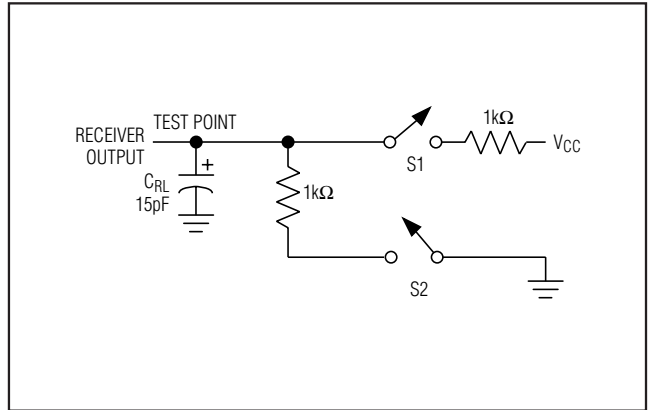 TEST POINT
RECEIVER
OUTPUT
CRL
15pF
+
1kΩ
S1
1kΩ
VCC
S2